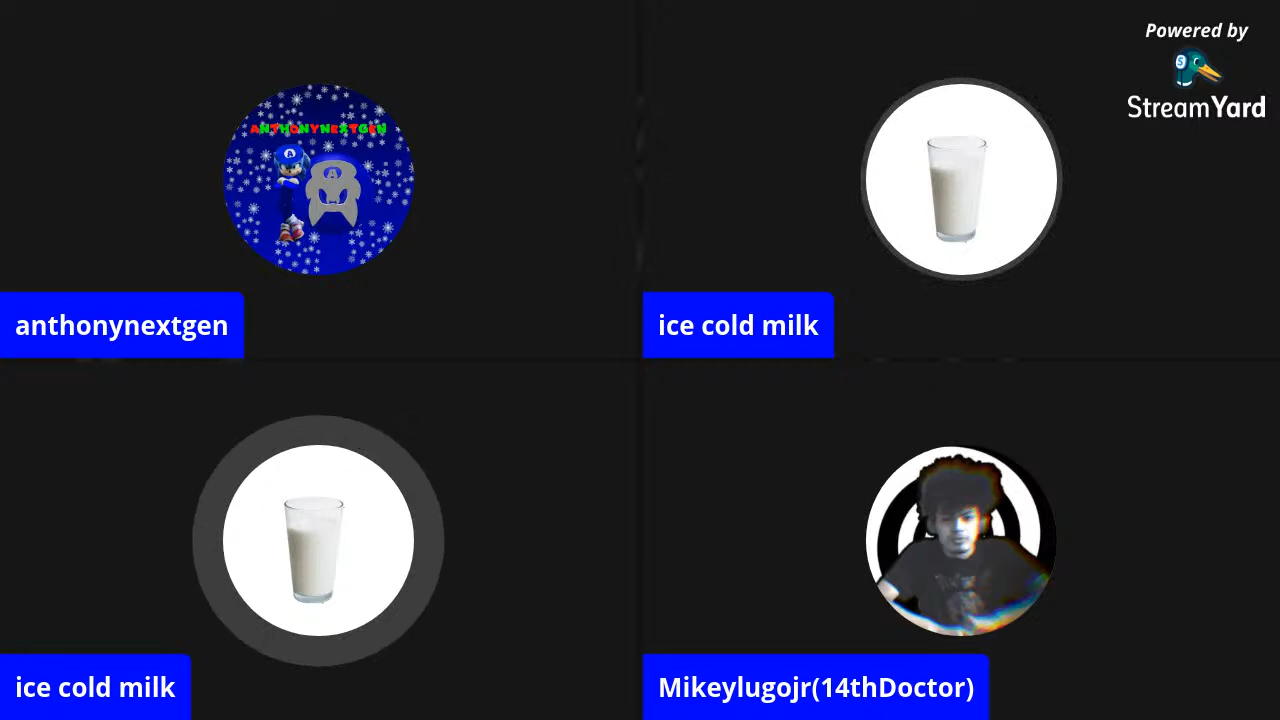 Powered by
StreamYard
ANTHONYNEXTGEN
anthonynextgen
ice cold milk
ice cold milk
Mikeylugojr(14thDoctor)